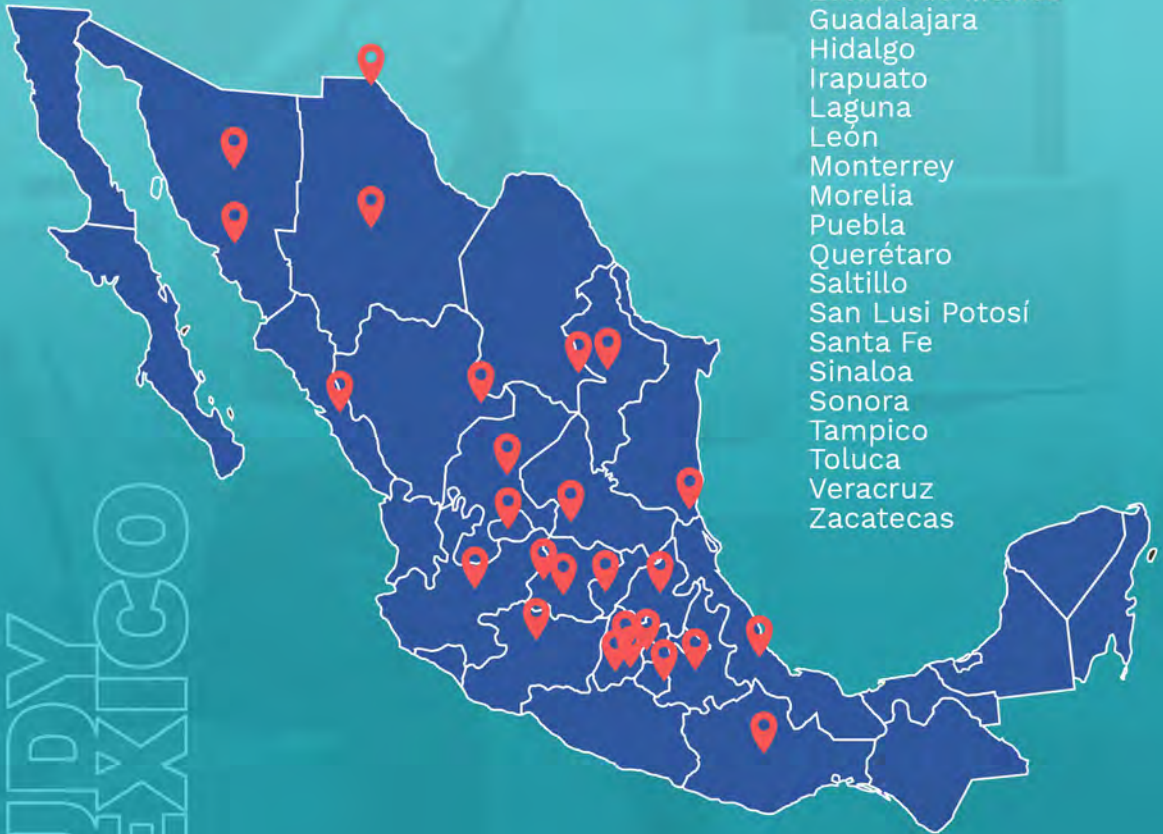 Guadalajara
Hidalgo
Irapuato
Laguna
León
Monterrey
Morelia
Puebla
Querétaro
Saltillo
San Lusi Potosí
Santa Fe
Sinaloa
Sonora
Tampico
Toluca
Veracruz
Zacatecas